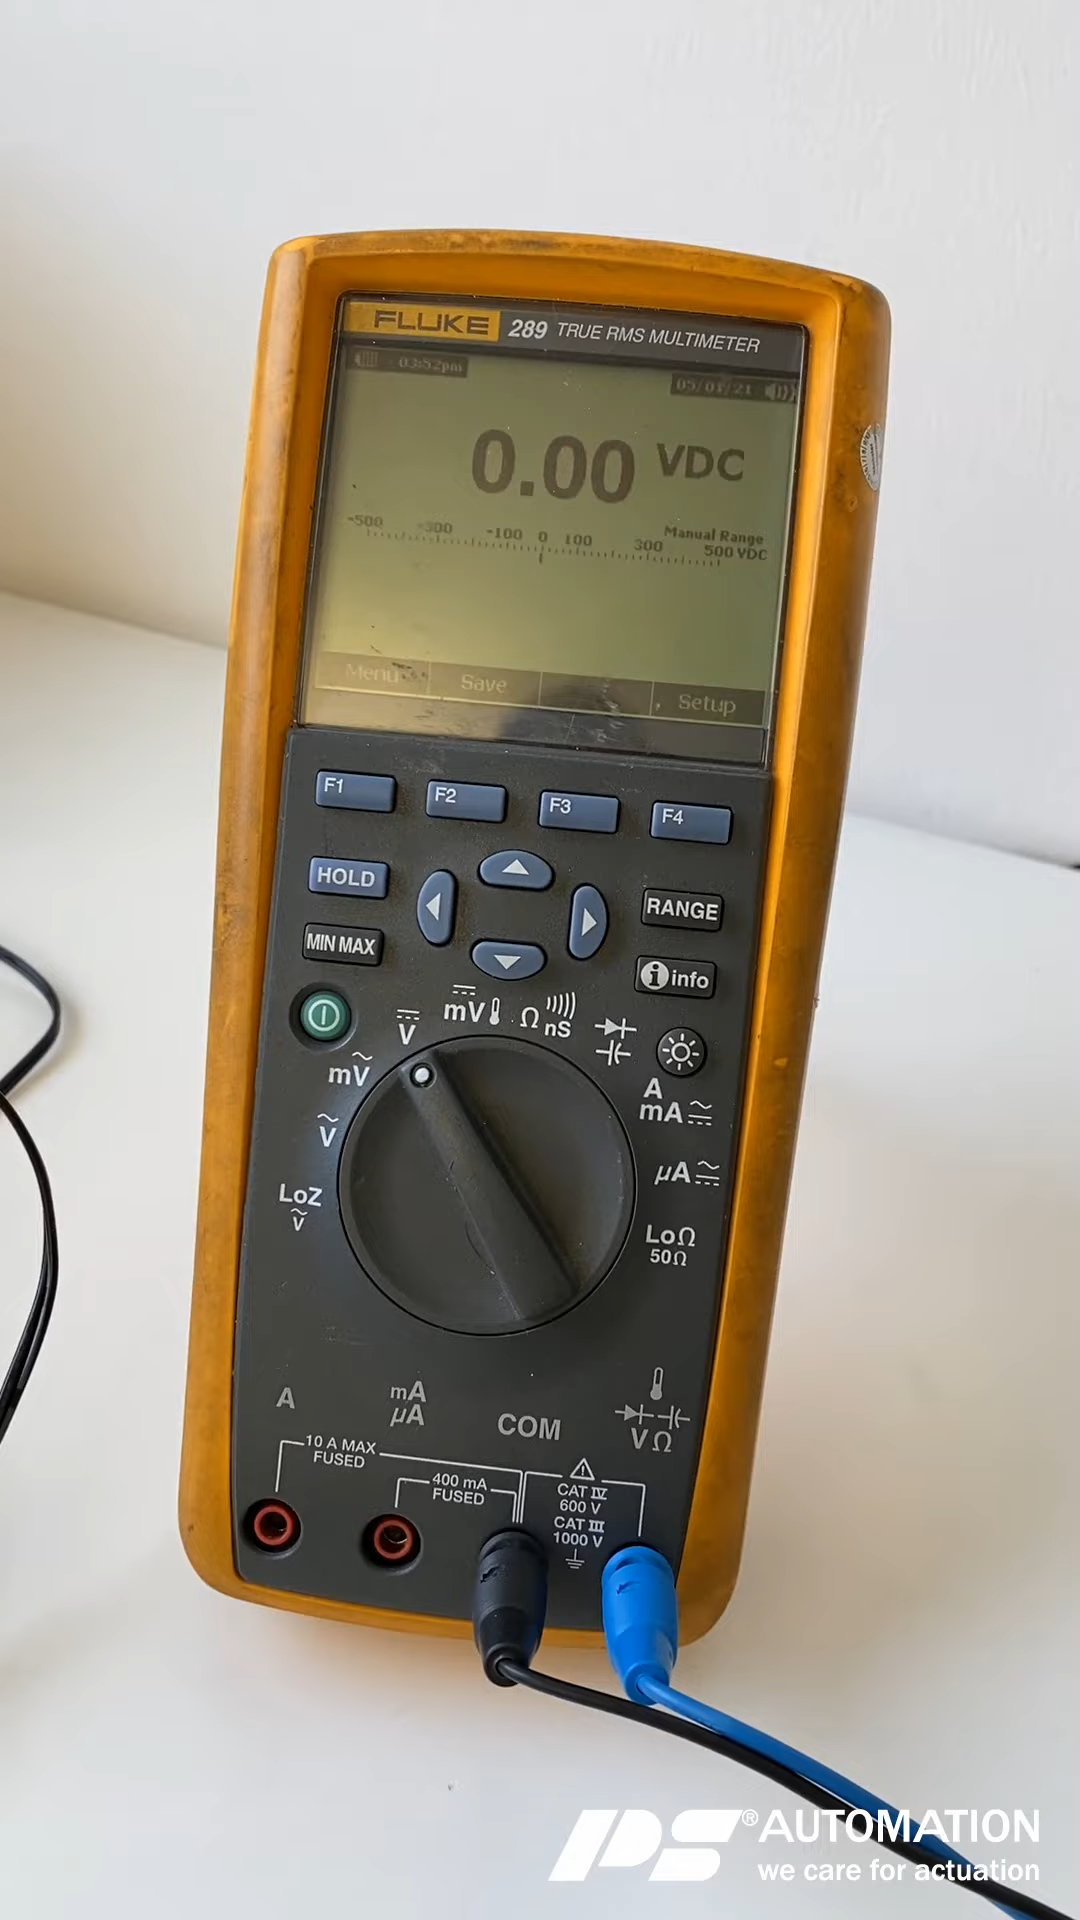 FLUKE 289 TRUE RMS MULTIMETER
03:52pm
05/01/21
0.00 VDC
-500 -300 -100 0 100 300 500 VDC
Manual Range
Menu Save Setup
F1 F2 F3 F4
HOLD
RANGE
MIN MAX
info
V
mV
Ω
nS
mV
V
LoZ
V
A
mA
µA
LoΩ
50Ω
A
mA
µA
COM
VΩ
10 A MAX
FUSED
400 mA
FUSED
CAT IV
600 V
CAT III
1000 V
PS® AUTOMATION
we care for actuation